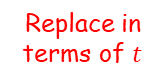 Replace in
terms of t